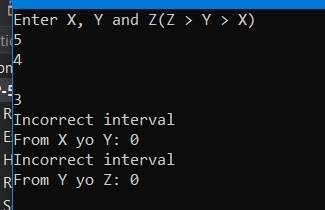 Enter X, Y and Z(Z > Y > X)
5
4
3
Incorrect interval
From X yo Y: 0
Incorrect interval
From Y yo Z: 0